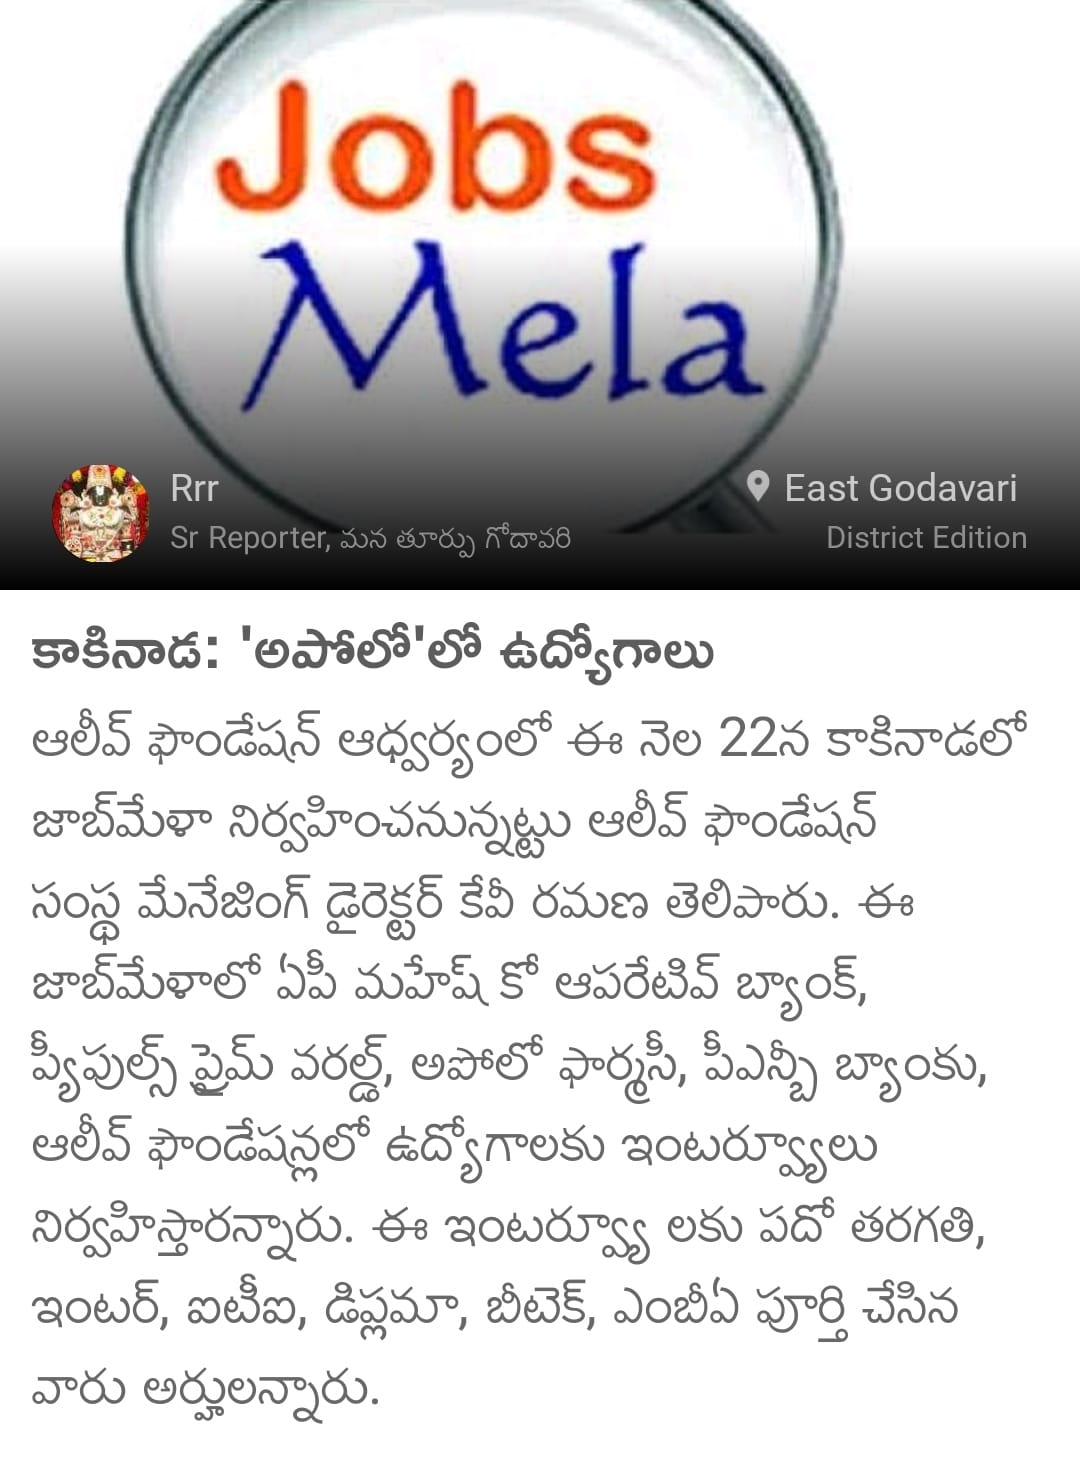 Jobs
Mela
Rrr
East Godavari
Sr Reporter, మన తూర్పు గోదావరి
District Edition
కాకినాడ: 'అపోలో'లో ఉద్యోగాలు
ఆలీవ్ ఫౌండేషన్ ఆధ్వర్యంలో ఈ నెల 22న కాకినాడలో
జాబ్‌మేళా నిర్వహించనున్నట్టు ఆలీవ్ ఫౌండేషన్
సంస్థ మేనేజింగ్ డైరెక్టర్ కేవీ రమణ తెలిపారు. ఈ
జాబ్‌మేళాలో ఏపీ మహేష్ కో ఆపరేటివ్ బ్యాంక్,
ప్యీపుల్స్ ప్రైమ్ వరల్డ్, అపోలో ఫార్మసీ, పీఎన్బీ బ్యాంకు,
ఆలీవ్ ఫౌండేషన్లలో ఉద్యోగాలకు ఇంటర్వ్యూలు
నిర్వహిస్తారన్నారు. ఈ ఇంటర్వ్యూ లకు పదో తరగతి,
ఇంటర్, ఐటీఐ, డిప్లమా, బీటెక్, ఎంబీఏ పూర్తి చేసిన
వారు అర్హులన్నారు.